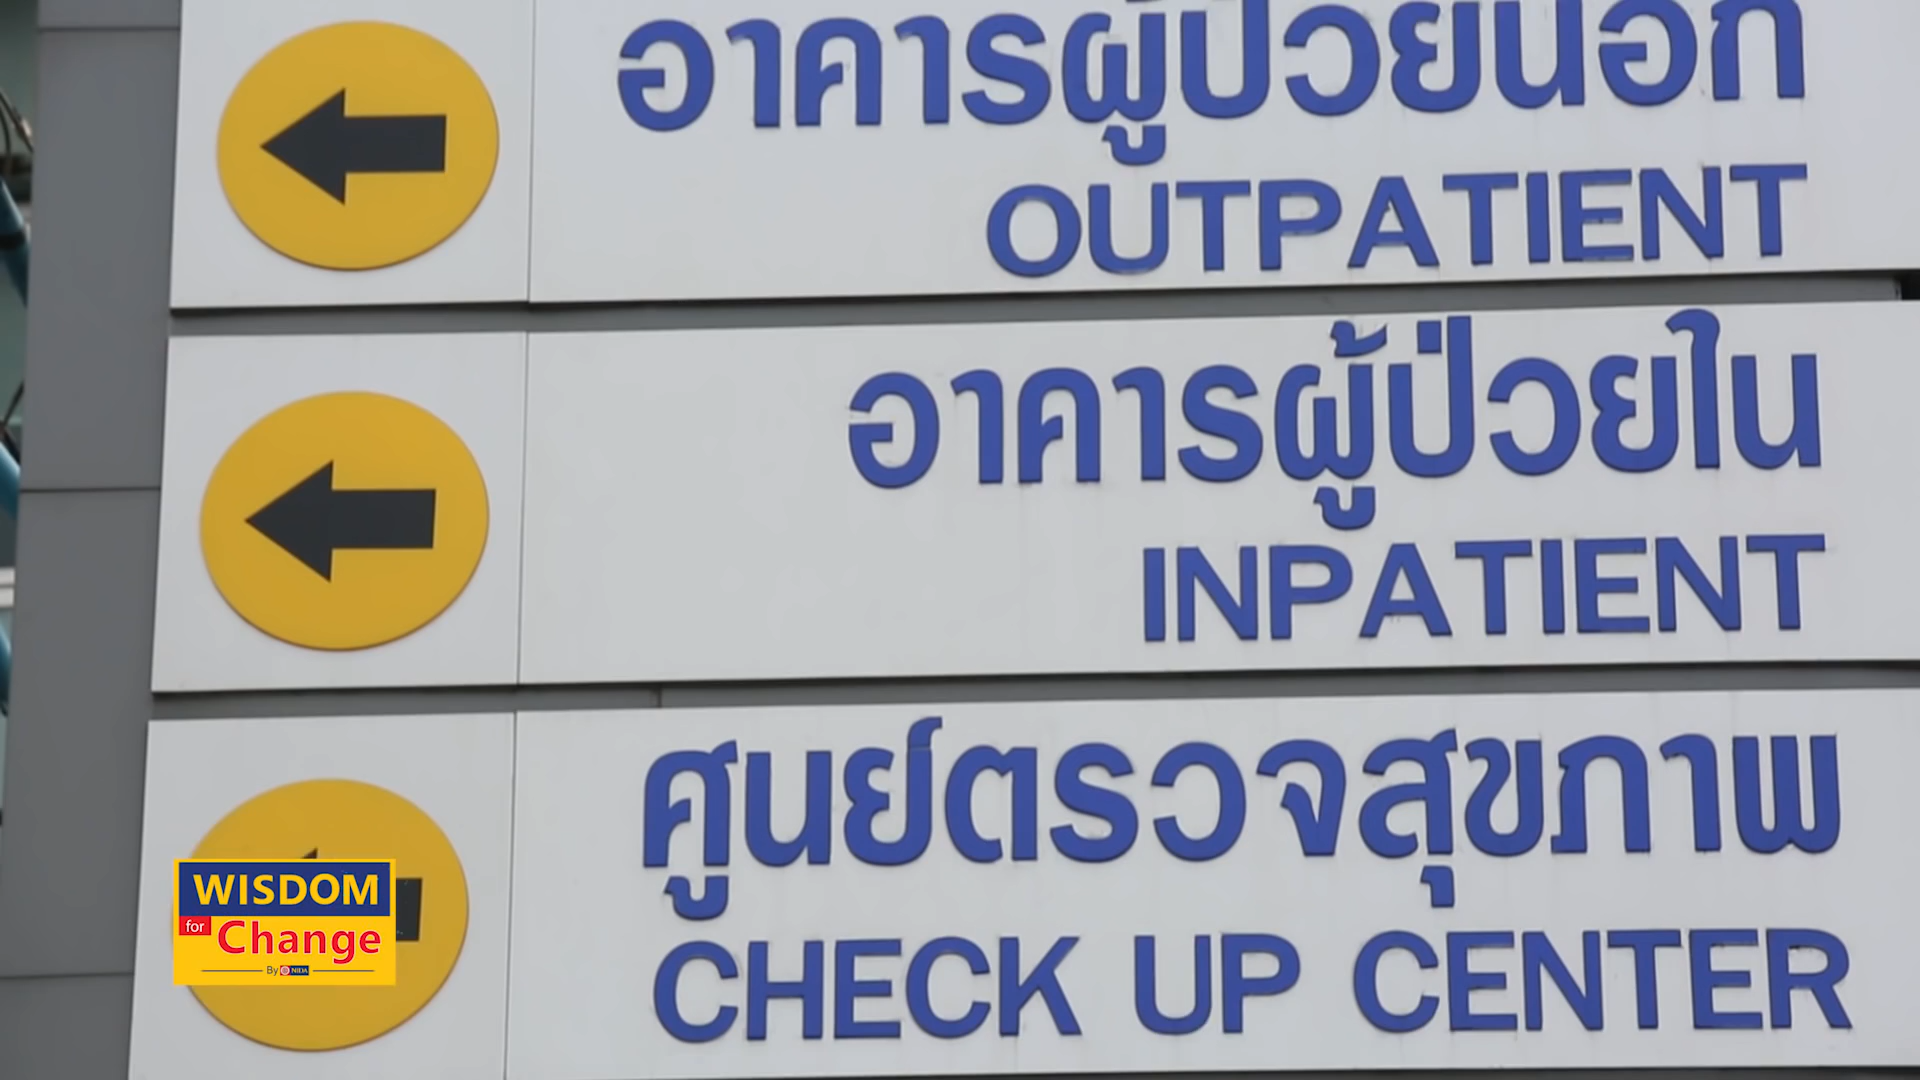 อาคารผู้ป่วยนอก
OUTPATIENT
อาคารผู้ป่วยใน
INPATIENT
ศูนย์ตรวจสุขภาพ
CHECK UP CENTER
WISDOM
for Change
By NIDA